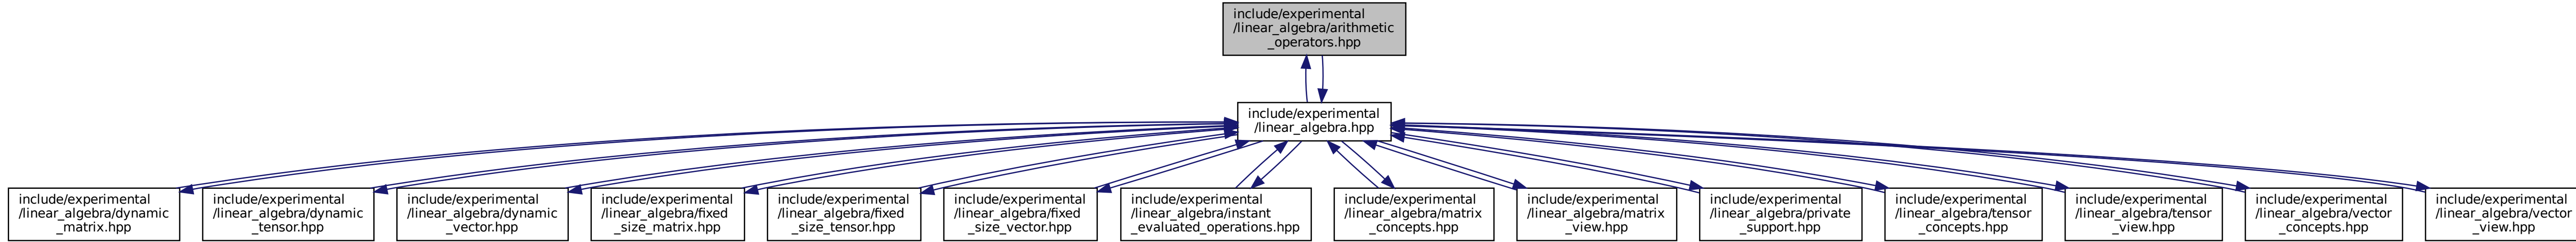 include/experimental
/linear_algebra/arithmetic
_operators.hpp
include/experimental
/linear_algebra.hpp
include/experimental
/linear_algebra/dynamic
_matrix.hpp
include/experimental
/linear_algebra/dynamic
_tensor.hpp
include/experimental
/linear_algebra/dynamic
_vector.hpp
include/experimental
/linear_algebra/fixed
_size_matrix.hpp
include/experimental
/linear_algebra/fixed
_size_tensor.hpp
include/experimental
/linear_algebra/fixed
_size_vector.hpp
include/experimental
/linear_algebra/instant
_evaluated_operations.hpp
include/experimental
/linear_algebra/matrix
_concepts.hpp
include/experimental
/linear_algebra/matrix
_view.hpp
include/experimental
/linear_algebra/private
_support.hpp
include/experimental
/linear_algebra/tensor
_concepts.hpp
include/experimental
/linear_algebra/tensor
_view.hpp
include/experimental
/linear_algebra/vector
_concepts.hpp
include/experimental
/linear_algebra/vector
_view.hpp